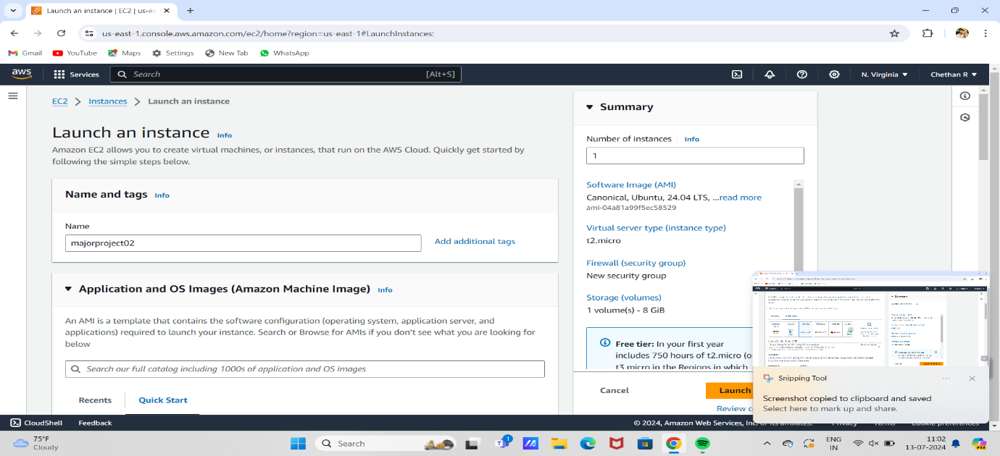 Launch an instance | EC2 | us-ea
us-east-1.console.aws.amazon.com/ec2/home?region=us-east-1#LaunchInstances:
Gmail YouTube Maps Settings New Tab WhatsApp
aws Services Search [Alt+S] N. Virginia Chethan R
EC2 Instances Launch an instance
Launch an instance Info
Amazon EC2 allows you to create virtual machines, or instances, that run on the AWS Cloud. Quickly get started by
following the simple steps below.
Name and tags Info
Name
majorproject02 Add additional tags
Application and OS Images (Amazon Machine Image) Info
An AMI is a template that contains the software configuration (operating system, application server, and
applications) required to launch your instance. Search or Browse for AMIs if you don't see what you are looking for
below
Search our full catalog including 1000s of application and OS images
Recents Quick Start
Summary
Number of instances Info
1
Software Image (AMI)
Canonical, Ubuntu, 24.04 LTS, ...read more
ami-04a81a99f5ec58529
Virtual server type (instance type)
t2.micro
Firewall (security group)
New security group
Storage (volumes)
1 volume(s) - 8 GiB
Free tier: In your first year
includes 750 hours of t2.micro (o
t3.micro in the Regions in which
Cancel Launch
Review c
Snipping Tool
Screenshot copied to clipboard and saved
Select here to mark up and share.
CloudShell Feedback © 2024, Amazon Web Services, Inc. or its affiliates. Privacy Terms Cookie preferences
75°F
Cloudy
Search
1
ENG
IN
11:02
13-07-2024
PRE